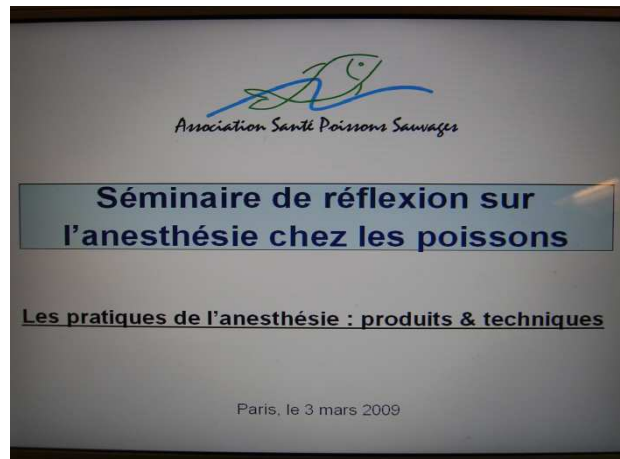 Association Santé Poissons Sauvages
Séminaire de réflexion sur
l'anesthésie chez les poissons
Les pratiques de l'anesthésie : produits & techniques
Paris, le 3 mars 2009